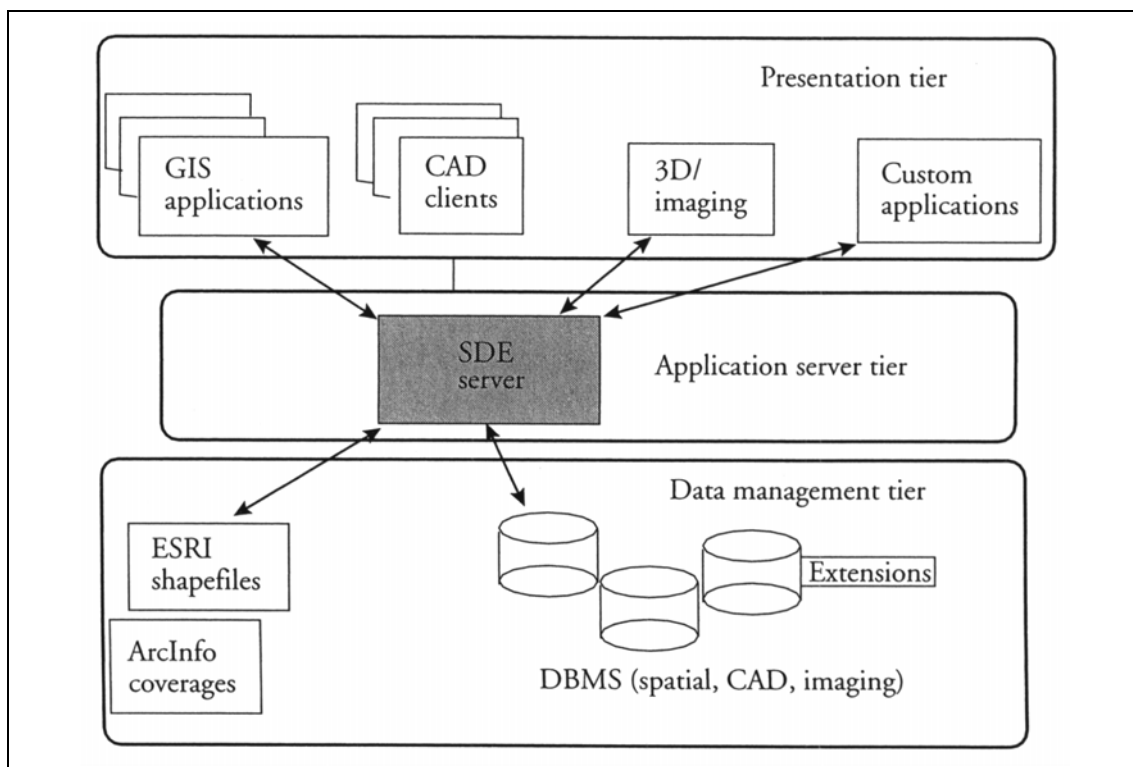 Presentation tier
GIS
applications
CAD
clients
3D/
imaging
Custom
applications
SDE
server
Application server tier
Data management tier
ESRI
shapefiles
ArcInfo
coverages
Extensions
DBMS (spatial, CAD, imaging)